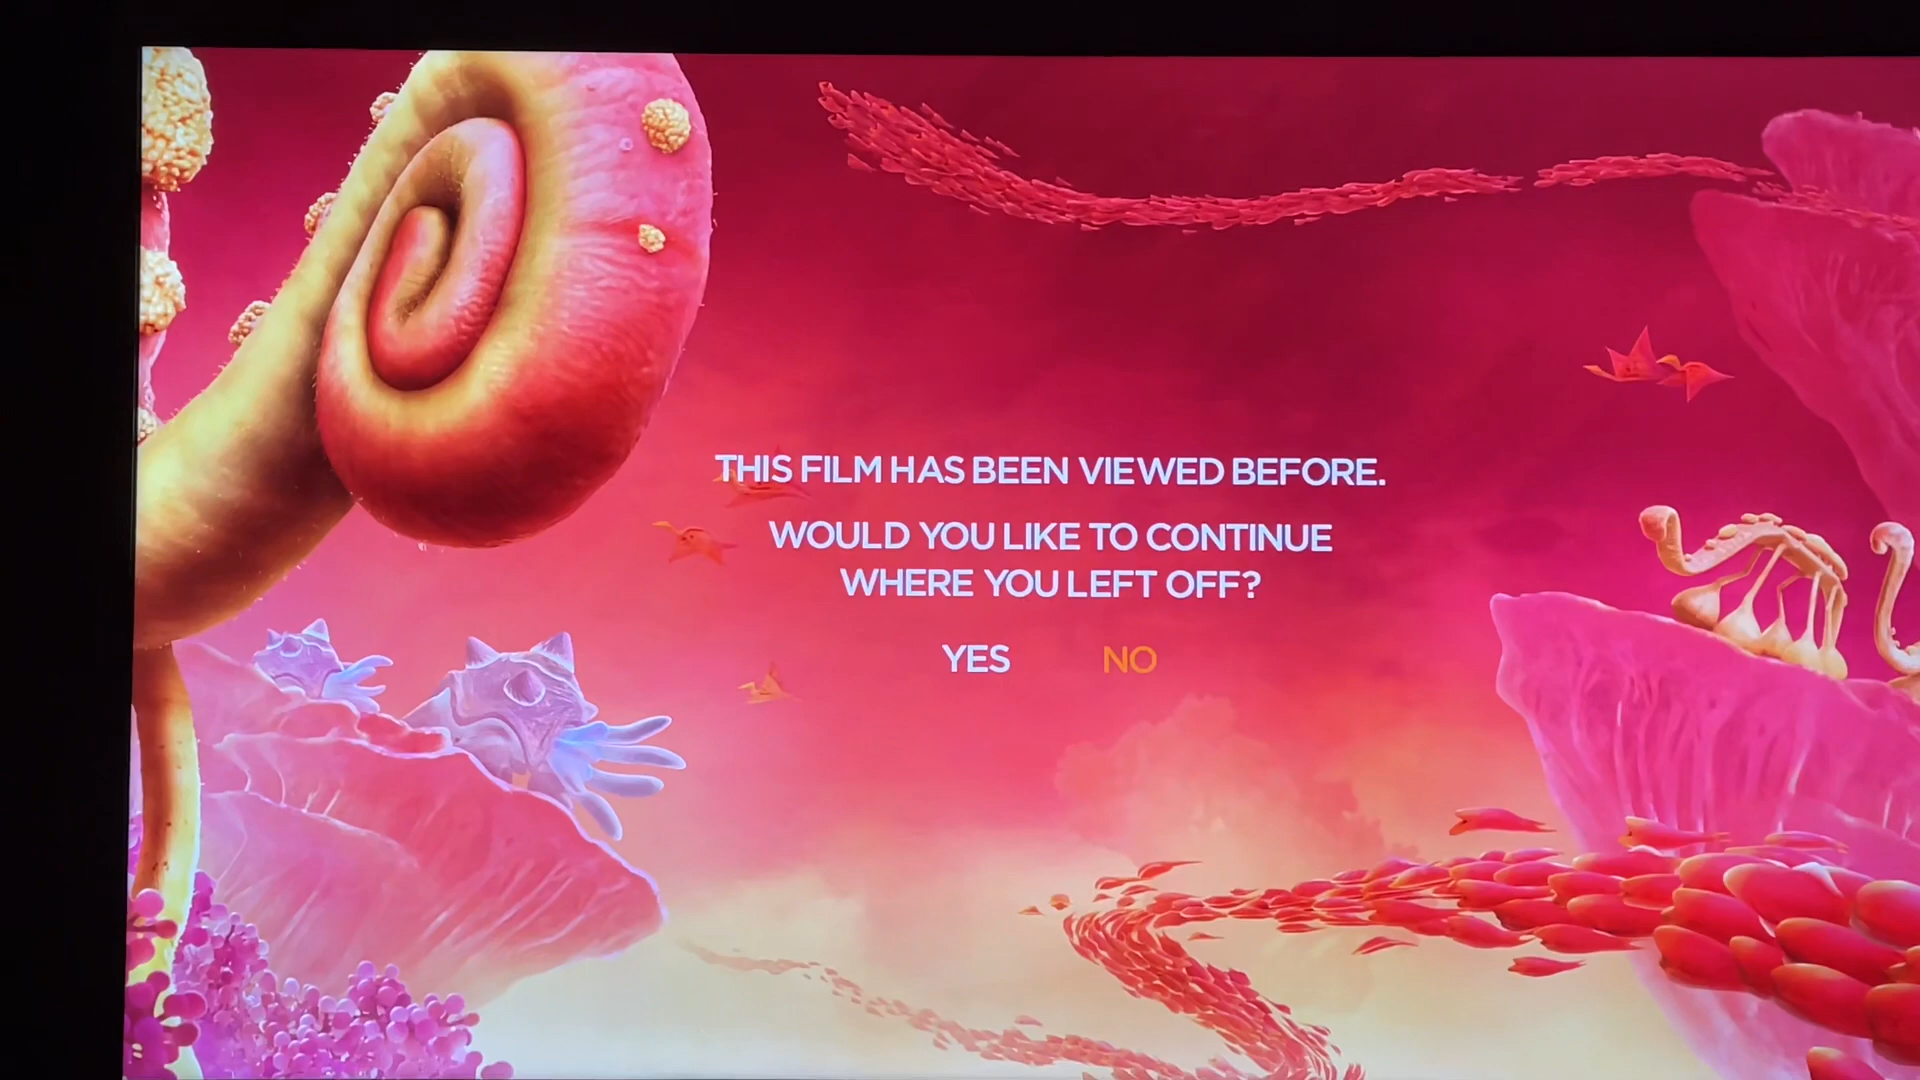 THIS FILM HAS BEEN VIEWED BEFORE.
WOULD YOU LIKE TO CONTINUE
WHERE YOU LEFT OFF?
YES NO